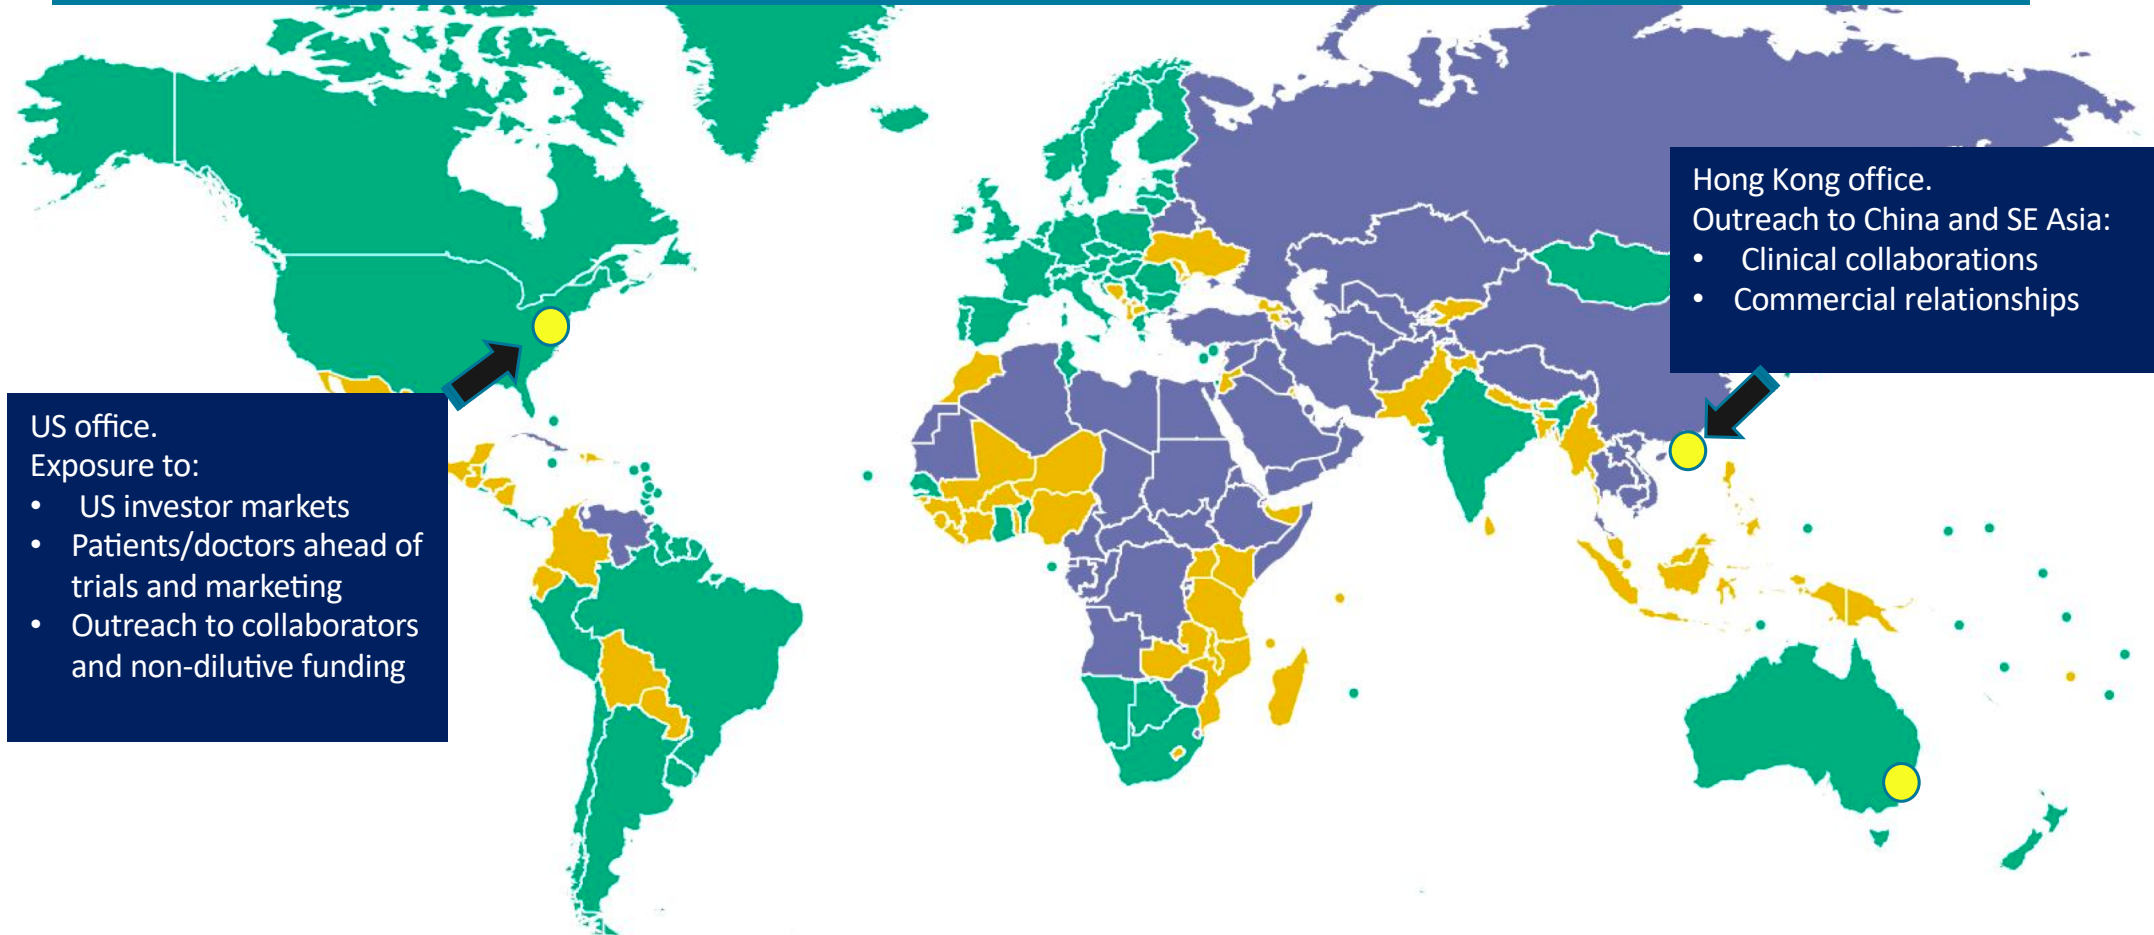 Hong Kong office.
Outreach to China and SE Asia:
• Clinical collaborations
• Commercial relationships
US office.
Exposure to:
• US investor markets
• Patients/doctors ahead of
trials and marketing
• Outreach to collaborators
and non-dilutive funding